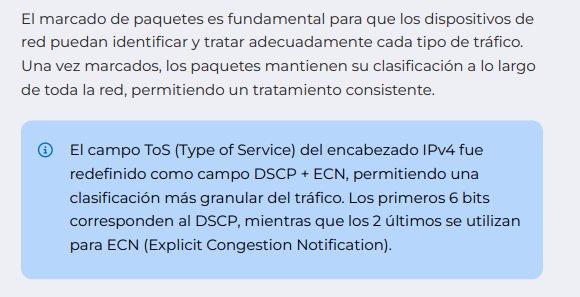 El marcado de paquetes es fundamental para que los dispositivos de
red puedan identificar y tratar adecuadamente cada tipo de tráfico.
Una vez marcados, los paquetes mantienen su clasificación a lo largo
de toda la red, permitiendo un tratamiento consistente.
El campo ToS (Type of Service) del encabezado IPv4 fue
redefinido como campo DSCP + ECN, permitiendo una
clasificación más granular del tráfico. Los primeros 6 bits
corresponden al DSCP, mientras que los 2 últimos se utilizan
para ECN (Explicit Congestion Notification).